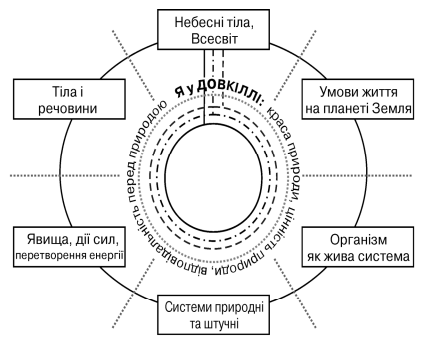 Небесні тіла,
Всесвіт
Тіла і
речовини
Я у ДОВКІЛЛІ: краса природи, цінність природи, відповідальність перед природою
Умови життя
на планеті Земля
Явища, дії сил,
перетворення енергії
Організм
як жива система
Системи природні
та штучні